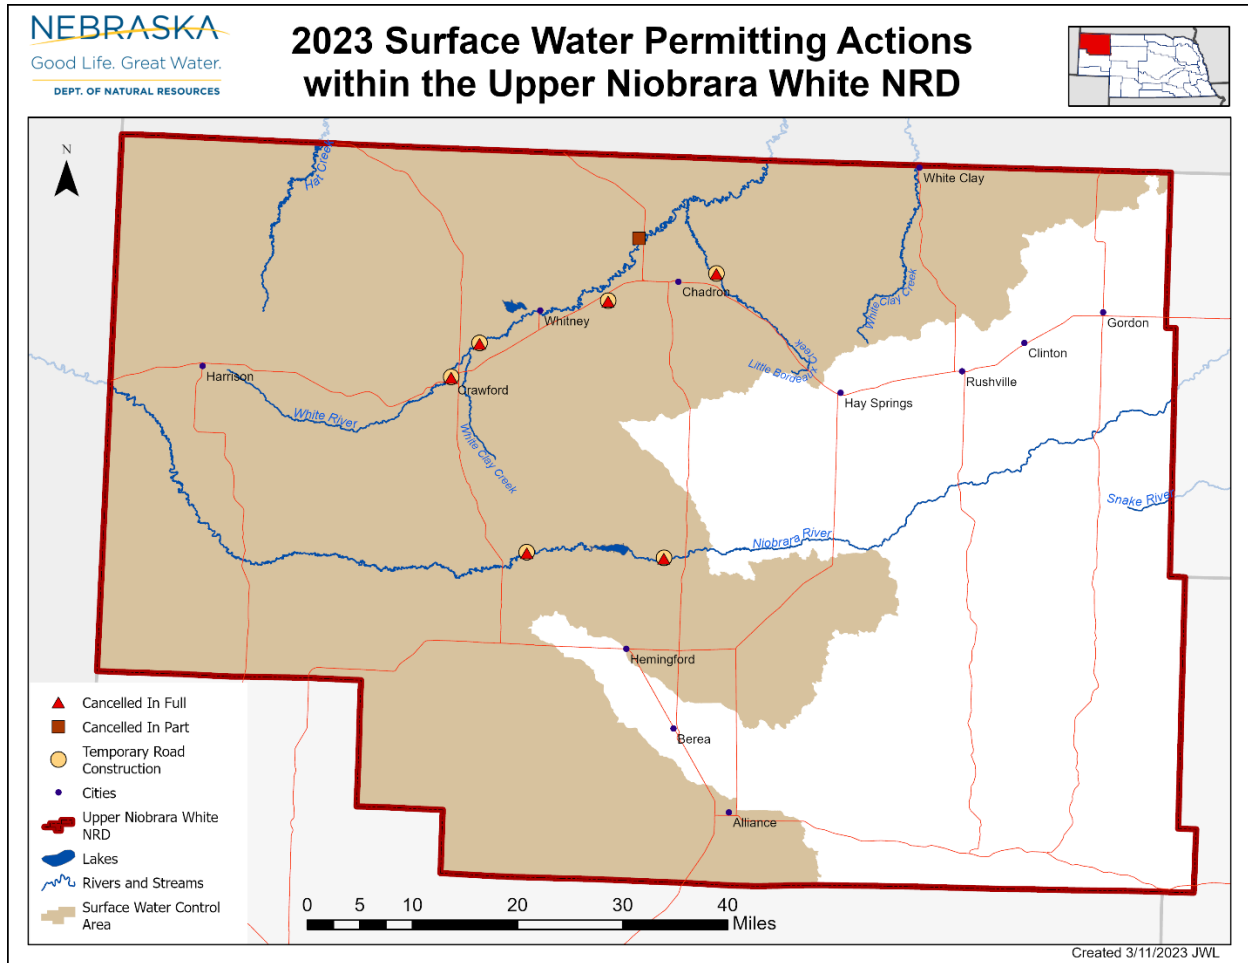 NEBRASKA
Good Life. Great Water.
DEPT. OF NATURAL RESOURCES
2023 Surface Water Permitting Actions
within the Upper Niobrara White NRD
N
Hat Creek
White Clay
Chadron
White Clay Creek
Gordon
Whitney
Clinton
Creek
Little Bordeaux
Harrison
Rushville
Crawford
Hay Springs
White River
White Clay Creek
Snake River
Niobrara River
Hemingford
Berea
Alliance
Cancelled In Full
Cancelled In Part
Temporary Road
Construction
Cities
Upper Niobrara White
NRD
Lakes
Rivers and Streams
Surface Water Control
Area
0 5 10 20 30 40
Miles
Created 3/11/2023 JWL